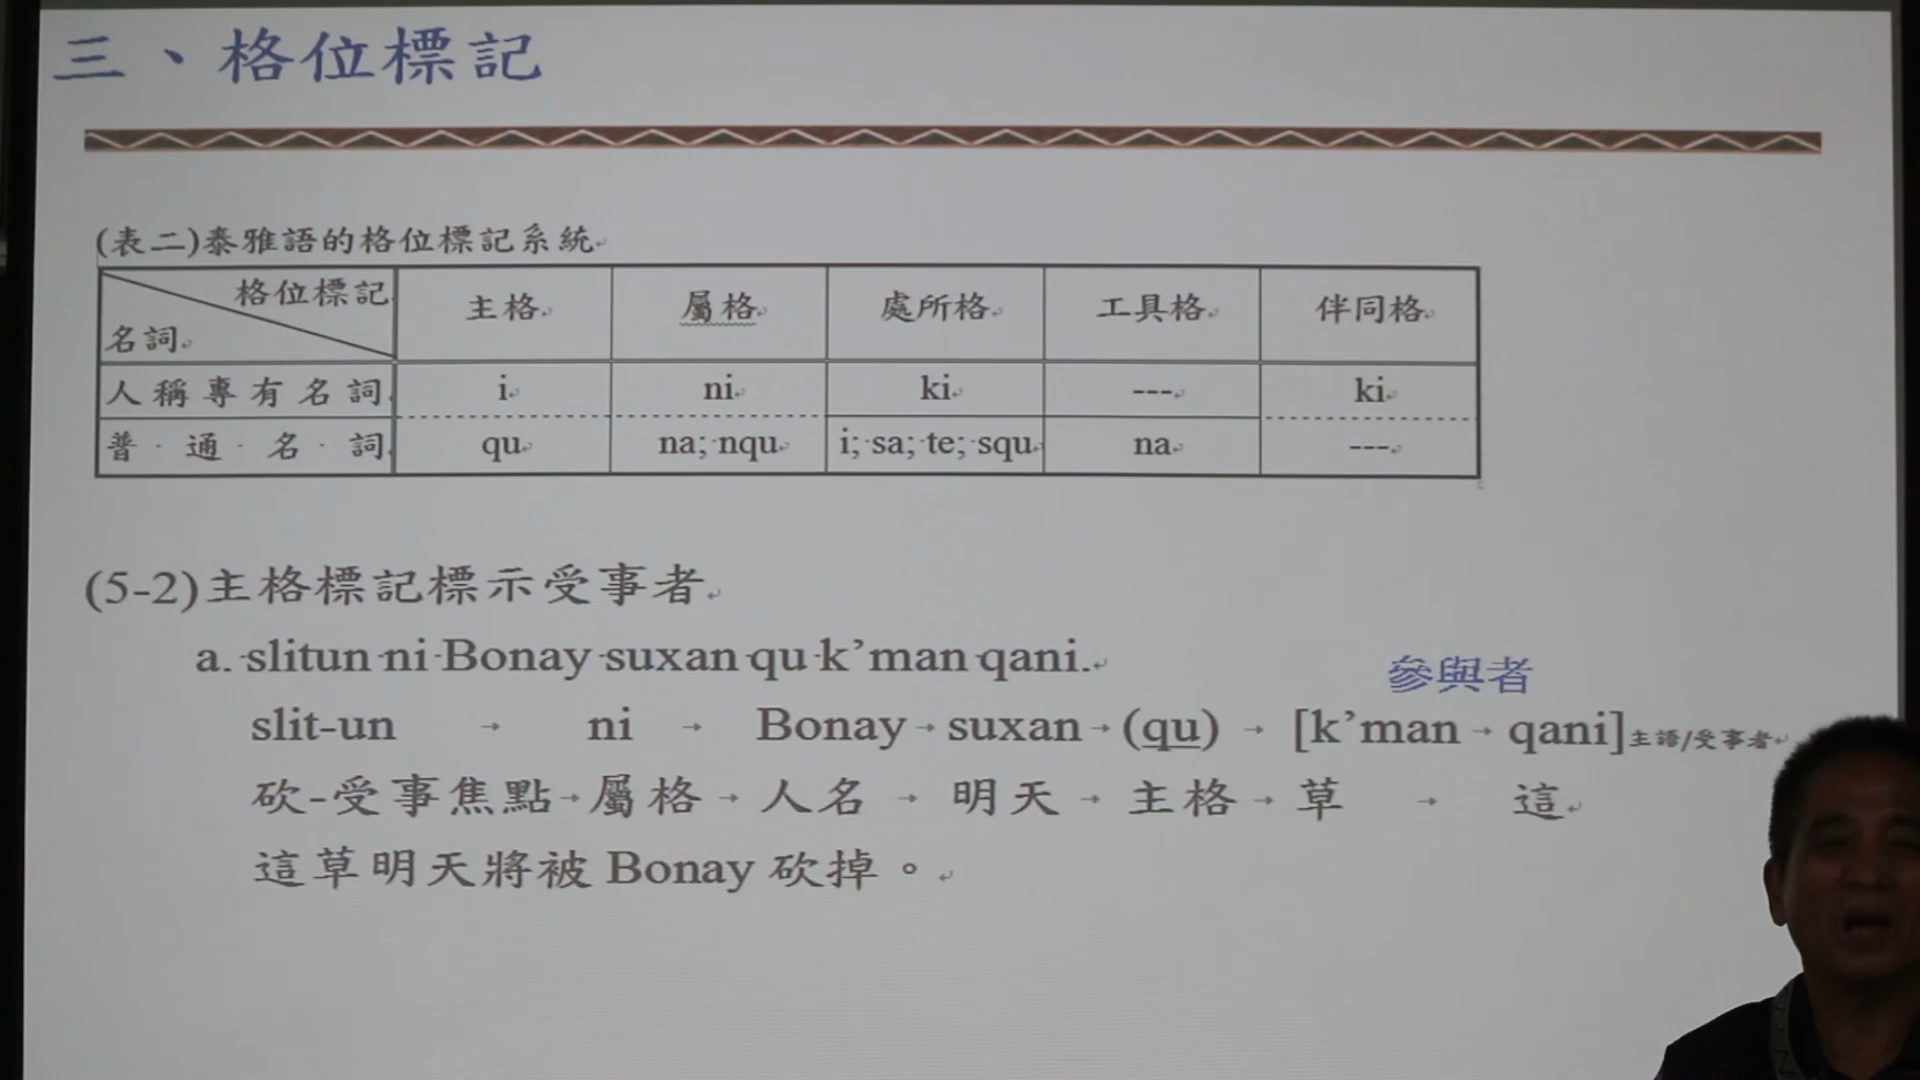 三、格位標記
(表二)泰雅語的格位標記系統
格位標記 主格 屬格 處所格 工具格 伴同格
名詞
人稱專有名詞 i ni ki --- ki
普通名詞 qu na; nqu i; sa; te; squ na ---
(5-2)主格標記標示受事者
a. slitun ni Bonay suxan qu k’man qani.
參與者
slit-un → ni → Bonay → suxan → (qu) → [k’man → qani]主語/受事者
砍-受事焦點 → 屬格 → 人名 → 明天 → 主格 → 草 → 這
這草明天將被 Bonay 砍掉。